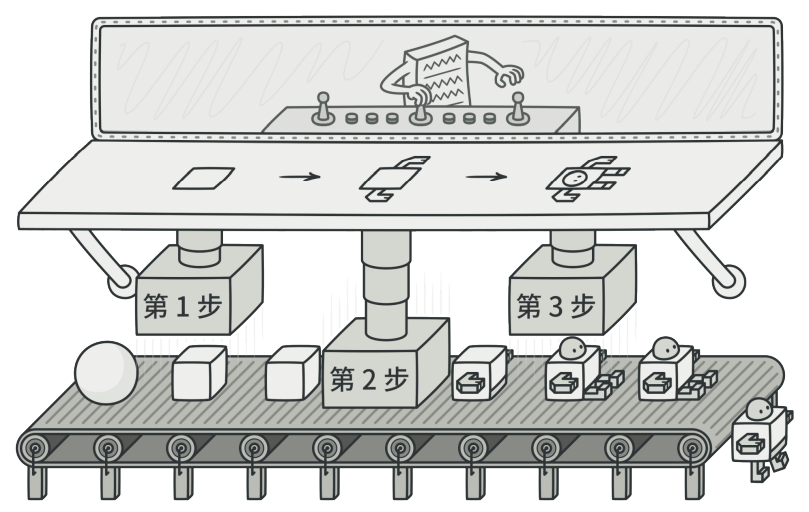 第 1 步
第 2 步
第 3 步